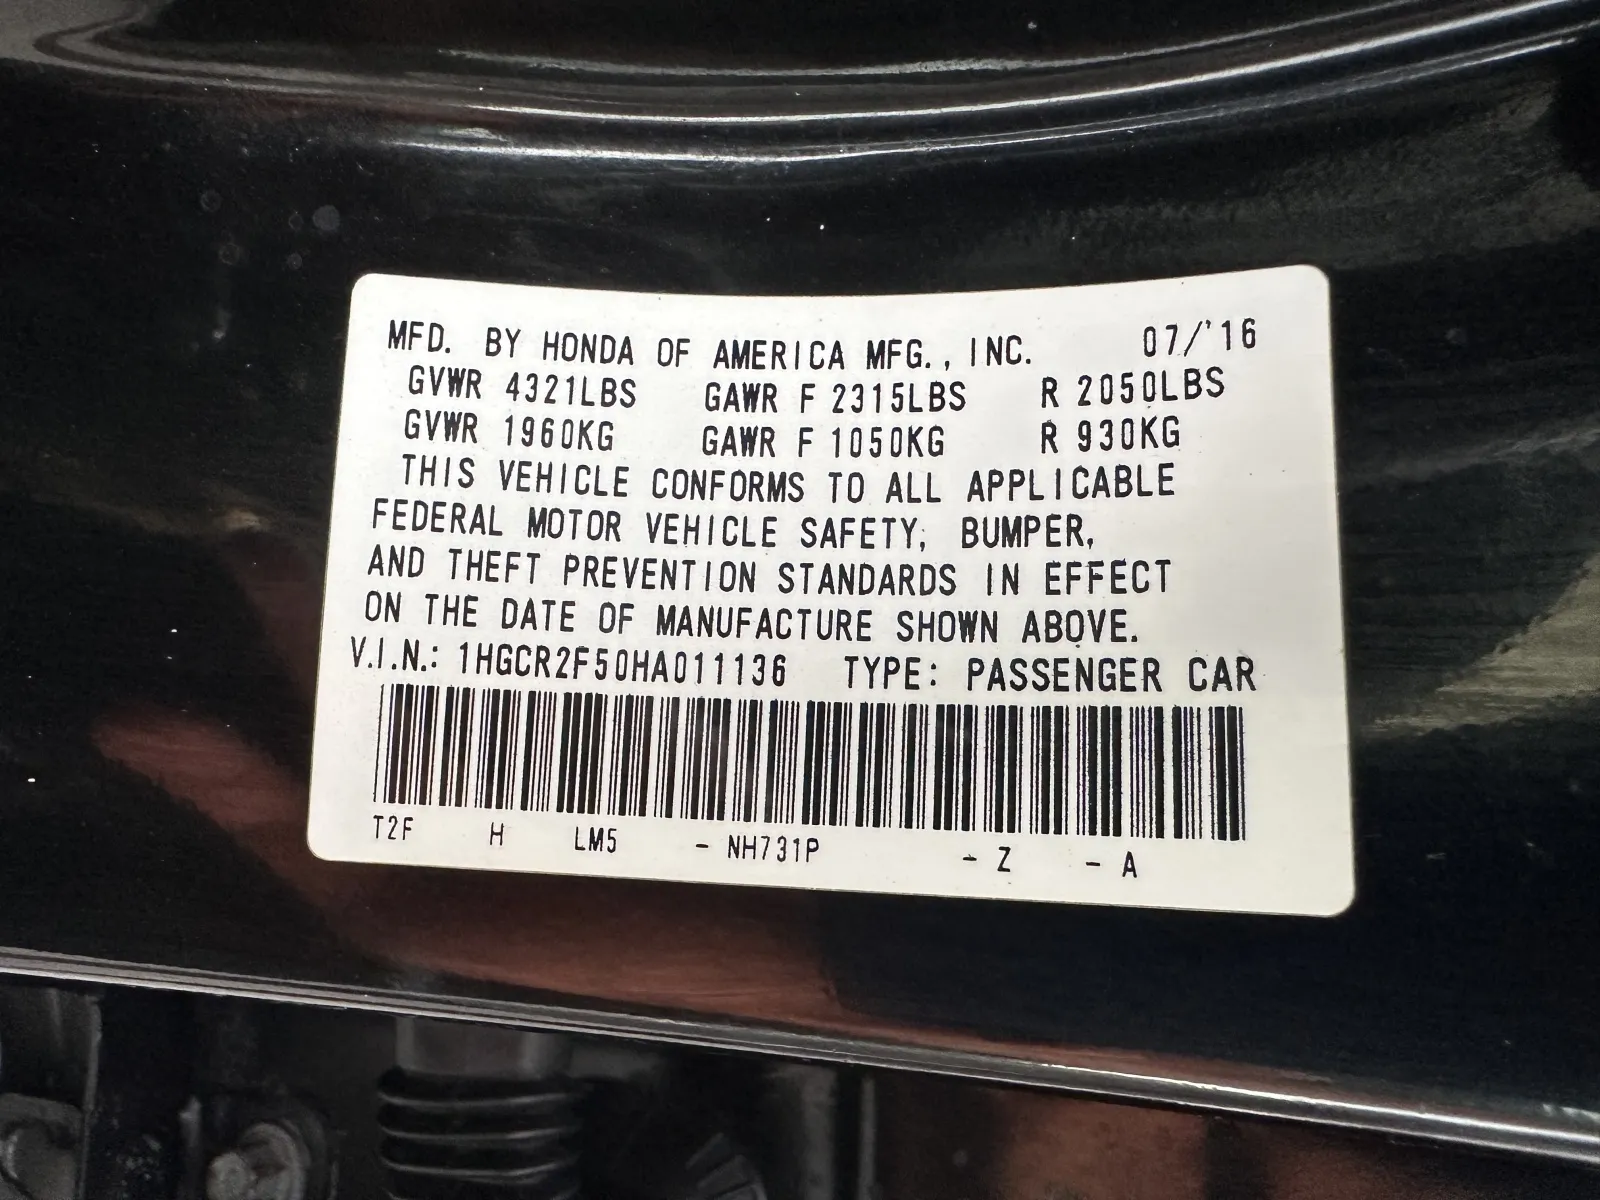 MFD. BY HONDA OF AMERICA MFG., INC. 07/'16
GVWR 4321LBS GAWR F 2315LBS R 2050LBS
GVWR 1960KG GAWR F 1050KG R 930KG
THIS VEHICLE CONFORMS TO ALL APPLICABLE
FEDERAL MOTOR VEHICLE SAFETY, BUMPER,
AND THEFT PREVENTION STANDARDS IN EFFECT
ON THE DATE OF MANUFACTURE SHOWN ABOVE.
V.I.N.: 1HGCR2F50HA011136 TYPE: PASSENGER CAR
T2F H LM5 - NH731P - Z - A